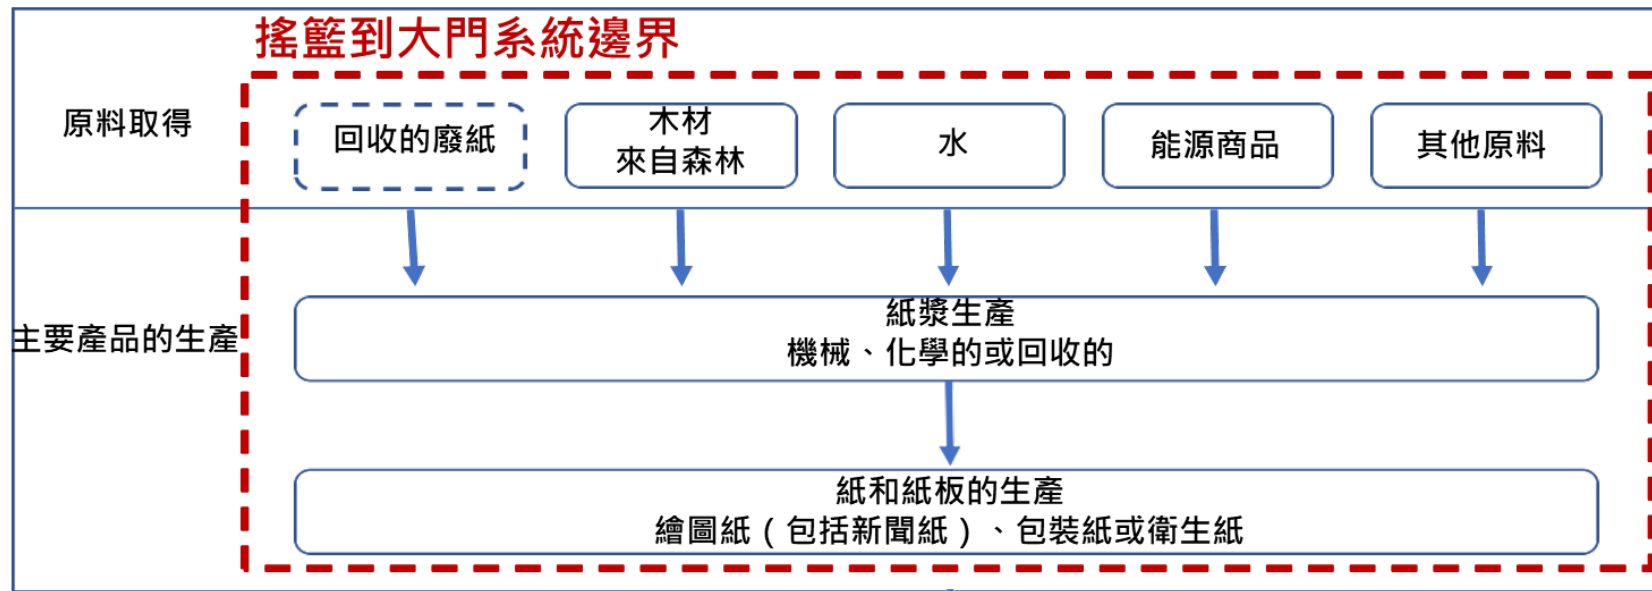 搖籃到大門系統邊界
原料取得
回收的廢紙
木材
來自森林
水
能源商品
其他原料
主要產品的生產
紙漿生產
機械、化學的或回收的
紙和紙板的生產
繪圖紙（包括新聞紙）、包裝紙或衛生紙